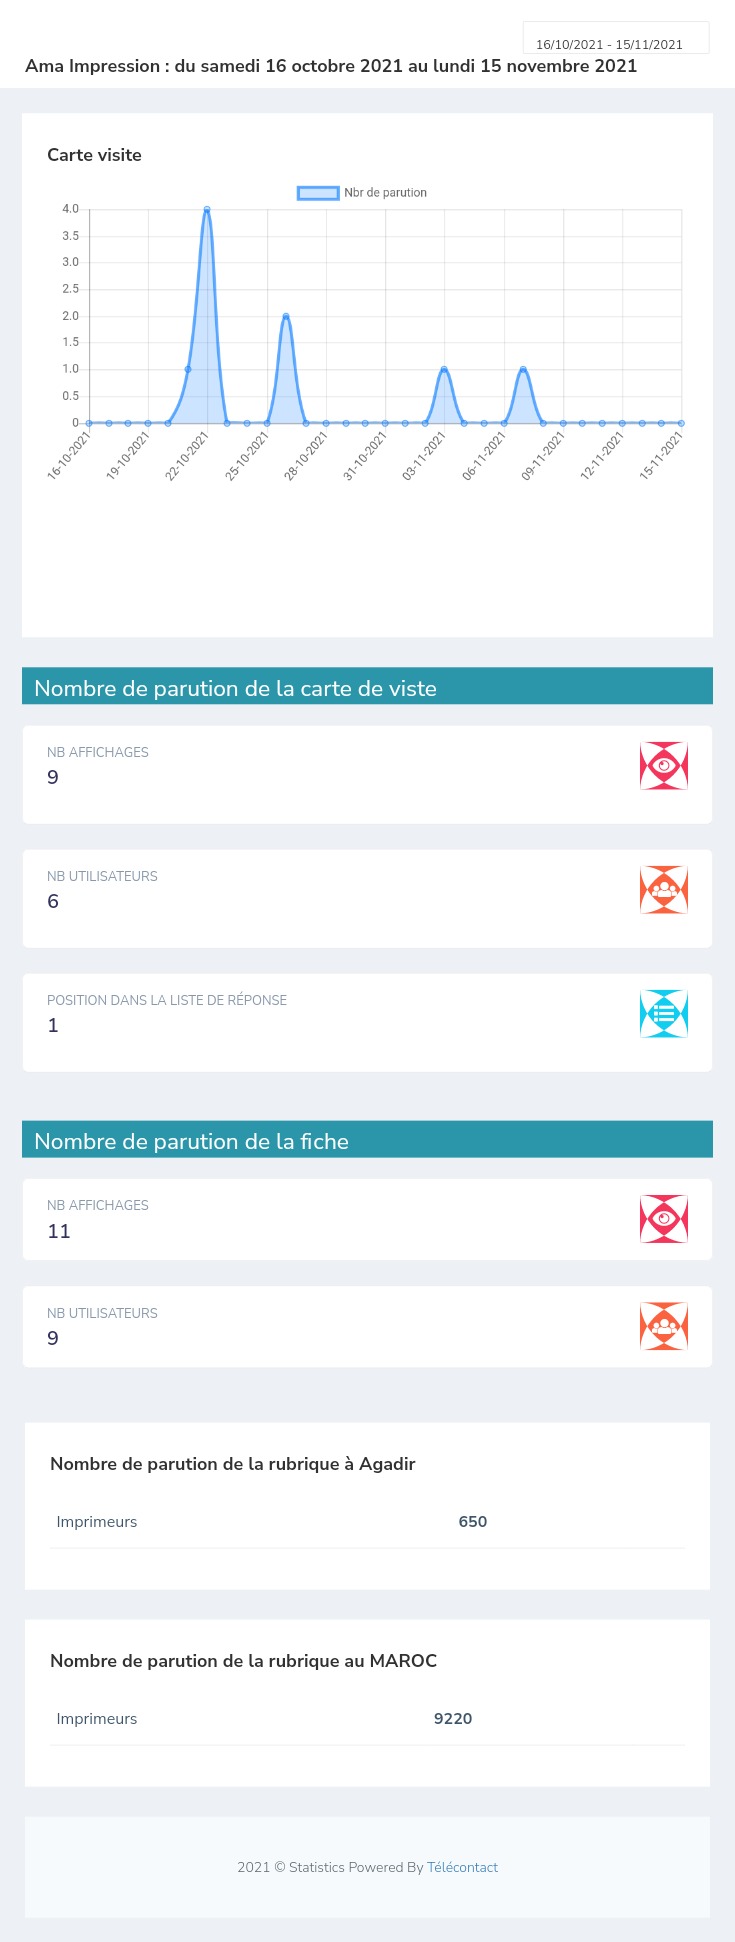 16/10/2021 - 15/11/2021
Ama Impression : du samedi 16 octobre 2021 au lundi 15 novembre 2021
Carte visite
Nbr de parution
4.0
3.5
3.0
2.5
2.0
1.5
1.0
0.5
0
16-10-2021
19-10-2021
22-10-2021
25-10-2021
28-10-2021
31-10-2021
03-11-2021
06-11-2021
09-11-2021
12-11-2021
15-11-2021
Nombre de parution de la carte de viste
NB AFFICHAGES
9
NB UTILISATEURS
6
POSITION DANS LA LISTE DE RÉPONSE
1
Nombre de parution de la fiche
NB AFFICHAGES
11
NB UTILISATEURS
9
Nombre de parution de la rubrique à Agadir
Imprimeurs 650
Nombre de parution de la rubrique au MAROC
Imprimeurs 9220
2021 © Statistics Powered By Télécontact